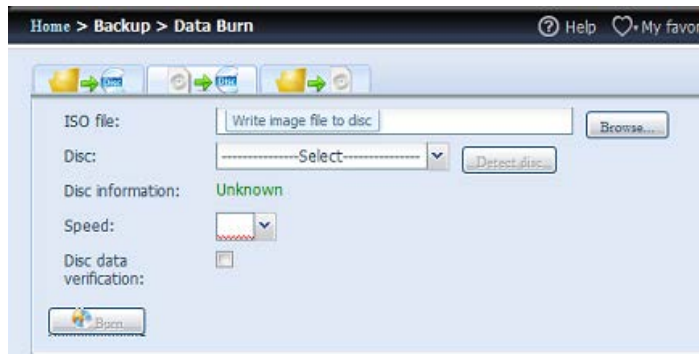 Home > Backup > Data Burn
? Help My favor
Disc Disc
ISO file: Write image file to disc Browse...
Disc: ---------------Select--------------- Detect disc...
Disc information: Unknown
Speed:
Disc data
verification:
Burn